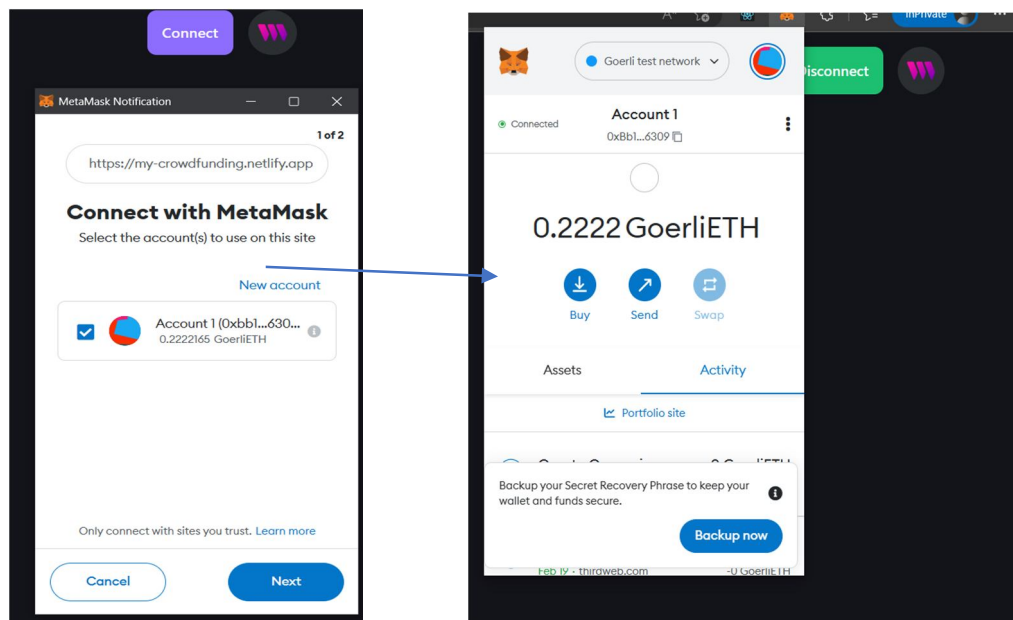 Connect
MetaMask Notification
1 of 2
https://my-crowdfunding.netlify.app
Connect with MetaMask
Select the account(s) to use on this site
New account
Account 1 (0xbb1...630...
0.2222165 GoerliETH
Only connect with sites you trust. Learn more
Cancel
Next
InPrivate
Goerli test network
Disconnect
Connected
Account 1
0xBb1...6309
0.2222 GoerliETH
Buy
Send
Swap
Assets
Activity
Portfolio site
Backup your Secret Recovery Phrase to keep your
wallet and funds secure.
Backup now
Feb 19 · thirdweb.com
-0 GoerliETH